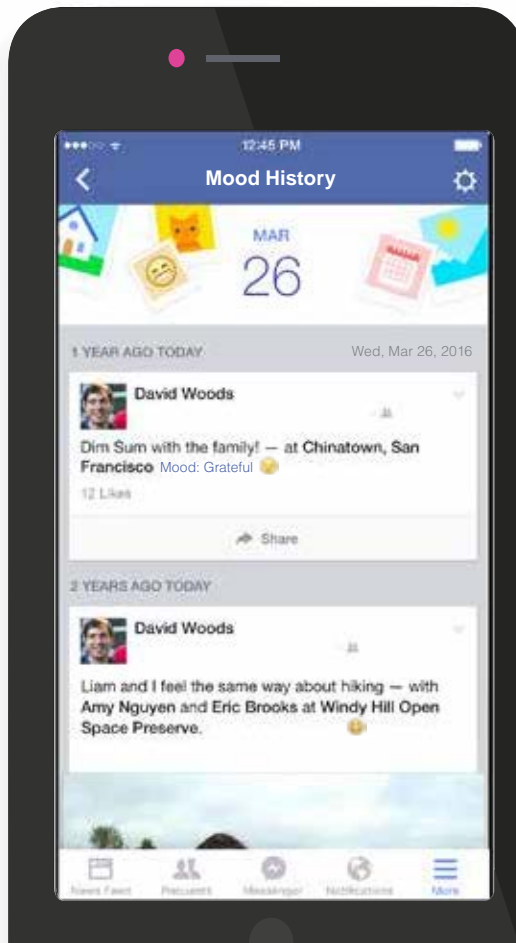 12:45 PM
Mood History
MAR
26
1 YEAR AGO TODAY Wed, Mar 26, 2016
David Woods
Dim Sum with the family! — at Chinatown, San
Francisco Mood: Grateful
12 Likes
Share
2 YEARS AGO TODAY
David Woods
Liam and I feel the same way about hiking — with
Amy Nguyen and Eric Brooks at Windy Hill Open
Space Preserve.
News Feed Requests Messenger Notifications More